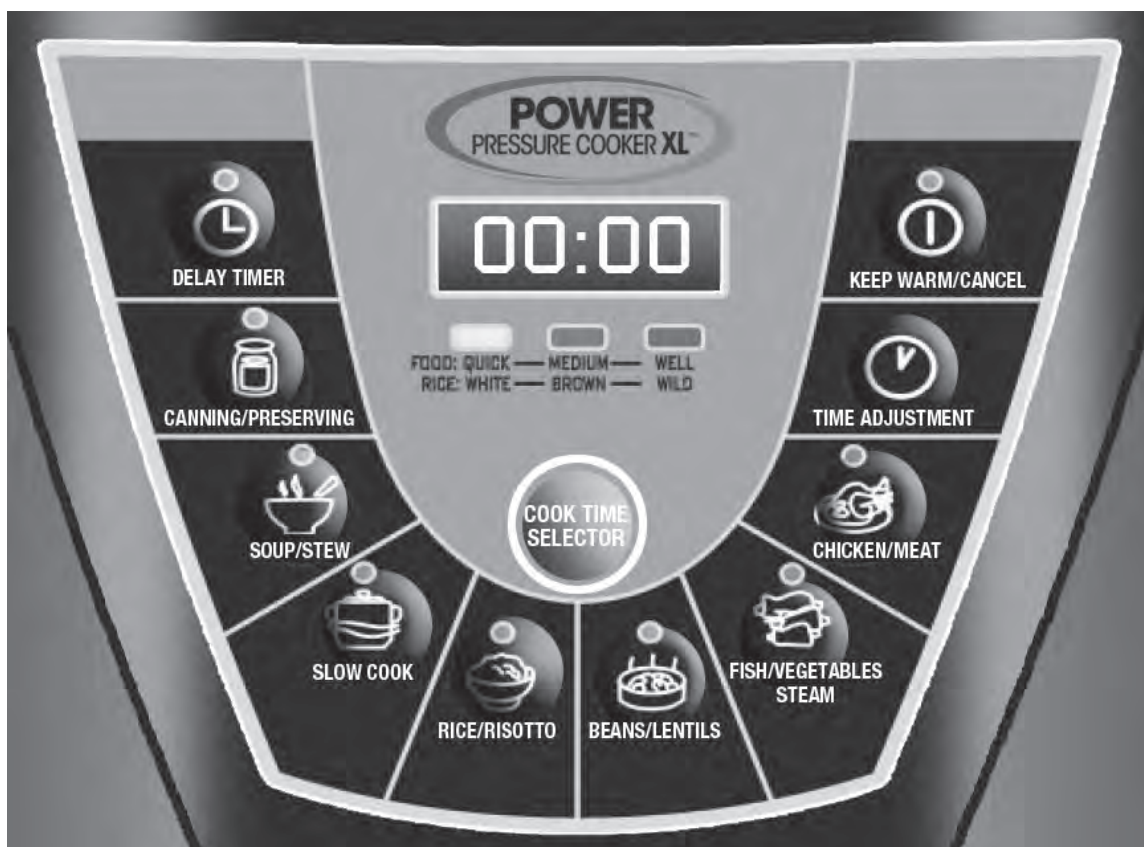 POWER
PRESSURE COOKER XL™
00:00
FOOD: QUICK — MEDIUM — WELL
RICE: WHITE — BROWN — WILD
COOK TIME
SELECTOR
DELAY TIMER
CANNING/PRESERVING
SOUP/STEW
SLOW COOK
RICE/RISOTTO
BEANS/LENTILS
FISH/VEGETABLES
STEAM
CHICKEN/MEAT
TIME ADJUSTMENT
KEEP WARM/CANCEL